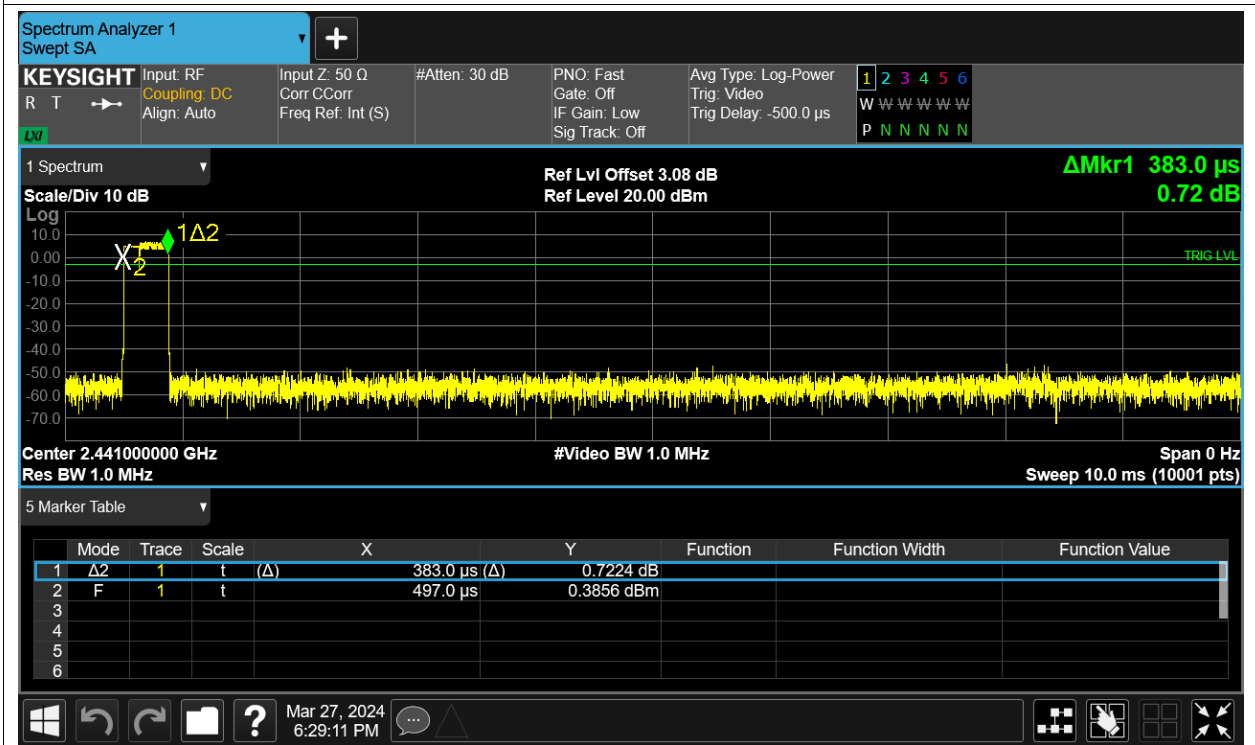 Spectrum Analyzer 1
Swept SA
+
KEYSIGHT Input: RF Input Z: 50 Ω #Atten: 30 dB PNO: Fast Avg Type: Log-Power 1 2 3 4 5 6
R T Coupling: DC Corr CCorr Gate: Off Trig: Video W W W W W W
Align: Auto Freq Ref: Int (S) IF Gain: Low Trig Delay: -500.0 µs
LXI Sig Track: Off P N N N N N
1 Spectrum Ref Lvl Offset 3.08 dB ΔMkr1 383.0 µs
Scale/Div 10 dB Ref Level 20.00 dBm 0.72 dB
Log
10.0 1Δ2
0.00 X2 TRIG LVL
-10.0
-20.0
-30.0
-40.0
-50.0
-60.0
-70.0
Center 2.441000000 GHz #Video BW 1.0 MHz Span 0 Hz
Res BW 1.0 MHz Sweep 10.0 ms (10001 pts)
5 Marker Table
Mode Trace Scale X Y Function Function Width Function Value
1 Δ2 1 t (Δ) 383.0 µs (Δ) 0.7224 dB
2 F 1 t 497.0 µs 0.3856 dBm
3
4
5
6
? Mar 27, 2024
6:29:11 PM